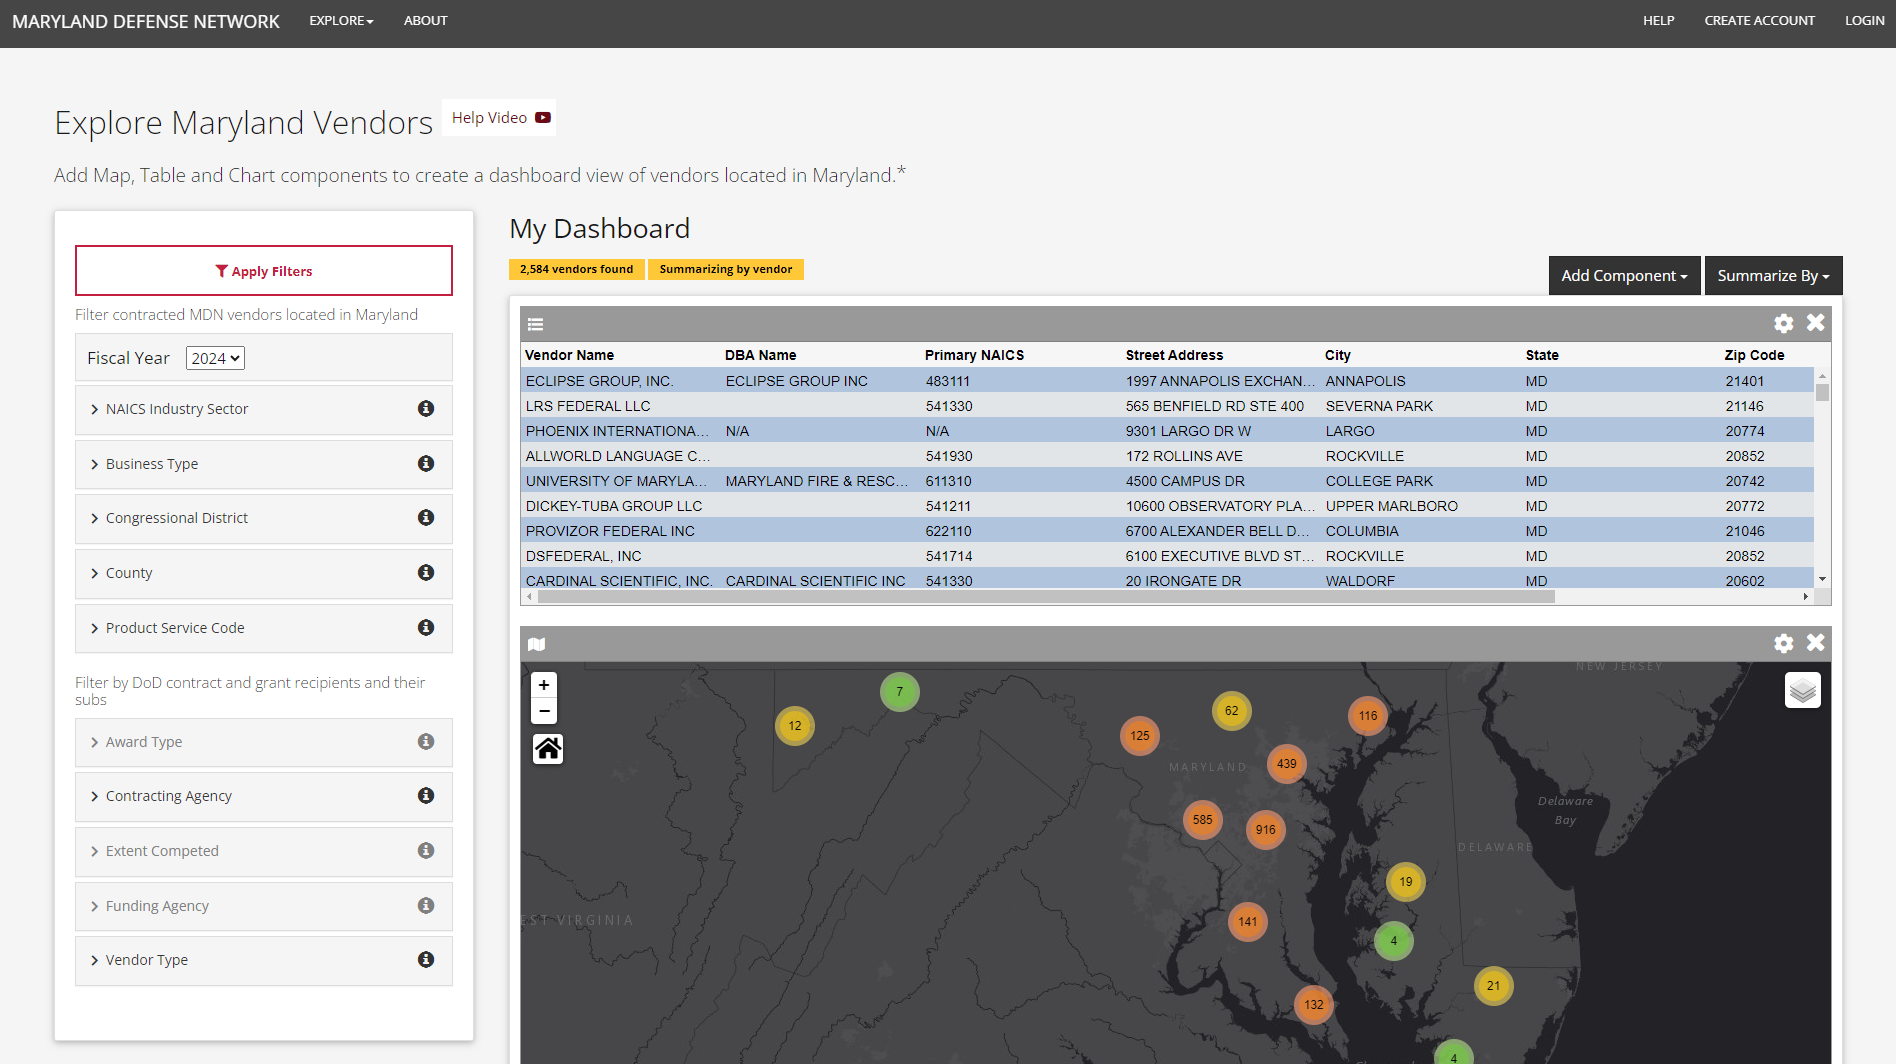 MARYLAND DEFENSE NETWORK EXPLORE ABOUT HELP CREATE ACCOUNT LOGIN
Explore Maryland Vendors Help Video
Add Map, Table and Chart components to create a dashboard view of vendors located in Maryland.*
Apply Filters
Filter contracted MDN vendors located in Maryland
Fiscal Year 2024
NAICS Industry Sector
Business Type
Congressional District
County
Product Service Code
Filter by DoD contract and grant recipients and their
subs
Award Type
Contracting Agency
Extent Competed
Funding Agency
Vendor Type
My Dashboard
2,584 vendors found Summarizing by vendor
Add Component Summarize By
Vendor Name DBA Name Primary NAICS Street Address City State Zip Code
ECLIPSE GROUP, INC. ECLIPSE GROUP INC 483111 1997 ANNAPOLIS EXCHAN... ANNAPOLIS MD 21401
LRS FEDERAL LLC 541330 565 BENFIELD RD STE 400 SEVERNA PARK MD 21146
PHOENIX INTERNATIONA... N/A N/A 9301 LARGO DR W LARGO MD 20774
ALLWORLD LANGUAGE C... 541930 172 ROLLINS AVE ROCKVILLE MD 20852
UNIVERSITY OF MARYLA... MARYLAND FIRE & RESC... 611310 4500 CAMPUS DR COLLEGE PARK MD 20742
DICKEY-TUBA GROUP LLC 541211 10600 OBSERVATORY PLA... UPPER MARLBORO MD 20772
PROVIZOR FEDERAL INC 622110 6700 ALEXANDER BELL D... COLUMBIA MD 21046
DSFEDERAL, INC 541714 6100 EXECUTIVE BLVD ST... ROCKVILLE MD 20852
CARDINAL SCIENTIFIC, INC. CARDINAL SCIENTIFIC INC 541330 20 IRONGATE DR WALDORF MD 20602
NEW JERSEY
+
−
7
12
62
116
125
439
MARYLAND
Delaware
Bay
585
916
DELAWARE
19
EST VIRGINIA
141
4
21
132
4